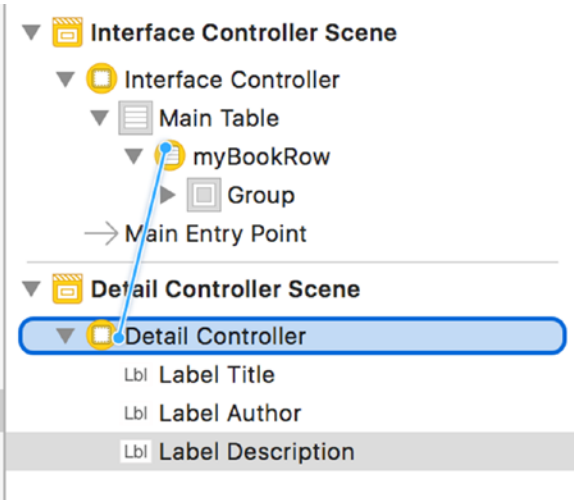 Interface Controller Scene
Interface Controller
Main Table
myBookRow
Group
Main Entry Point
Detail Controller Scene
Detail Controller
Lbl Label Title
Lbl Label Author
Lbl Label Description